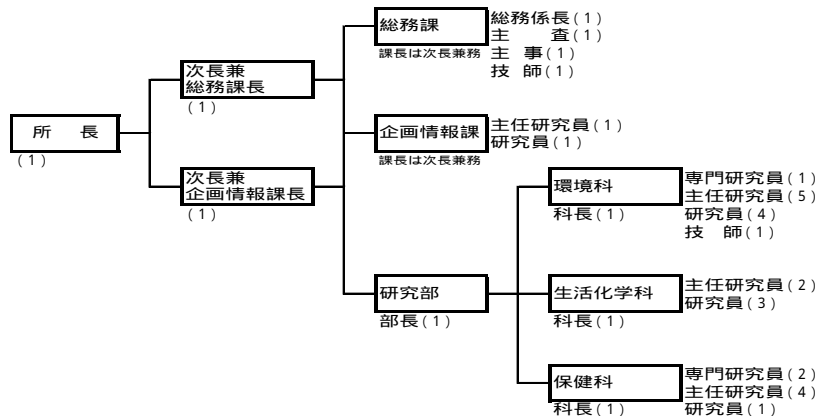 所　長
(1)
次長兼
総務課長
(1)
次長兼
企画情報課長
(1)
総務課
課長は次長兼務
総務係長(1)
主　　査(1)
主　事(1)
技　師(1)
企画情報課
課長は次長兼務
主任研究員(1)
研究員(1)
研究部
部長(1)
環境科
科長(1)
専門研究員(1)
主任研究員(5)
研究員(4)
技　師(1)
生活化学科
科長(1)
主任研究員(2)
研究員(3)
保健科
科長(1)
専門研究員(2)
主任研究員(4)
研究員(1)